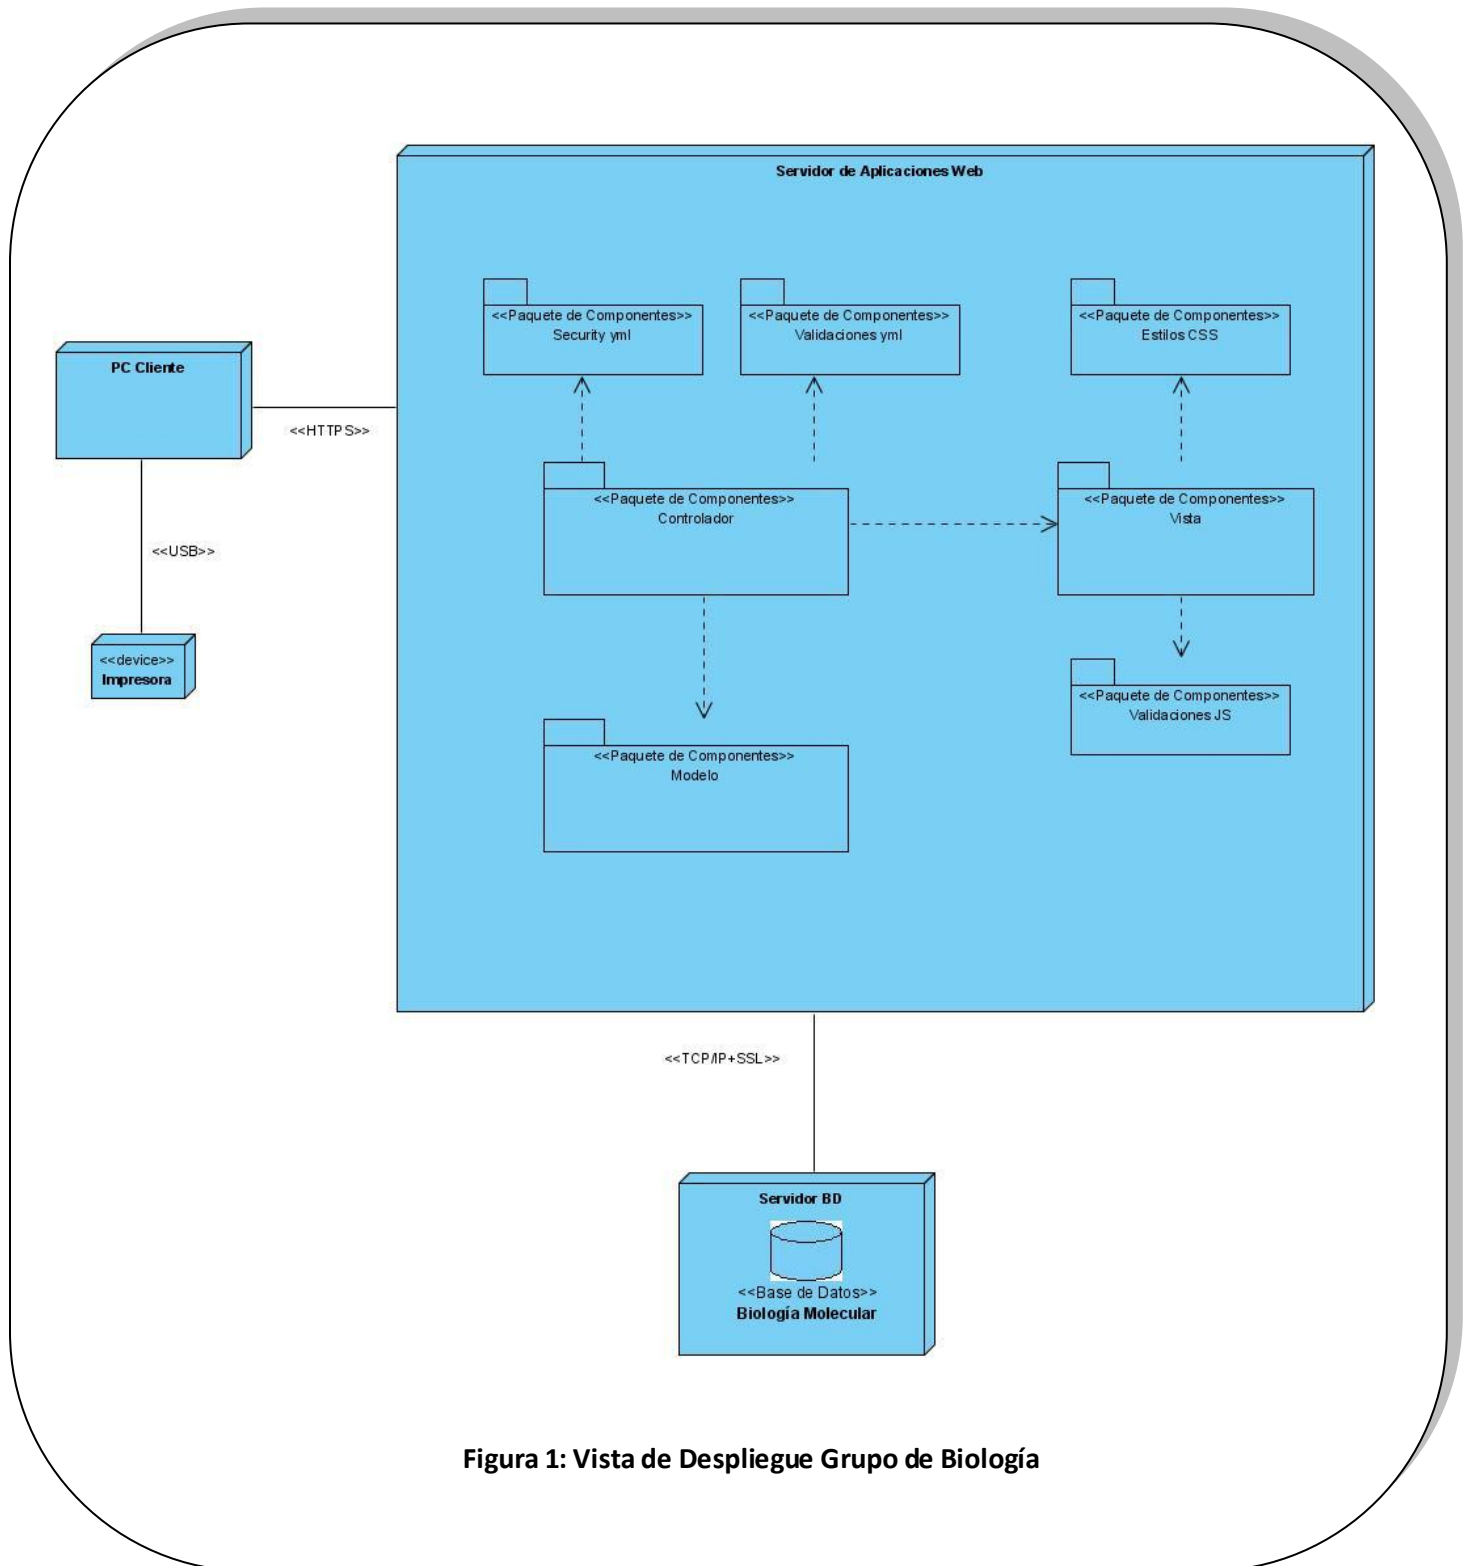 Servidor de Aplicaciones Web
<<Paquete de Componentes>>
Security yml
<<Paquete de Componentes>>
Validaciones yml
<<Paquete de Componentes>>
Estilos CSS
PC Cliente
<<HTTPS>>
<<Paquete de Componentes>>
Controlador
<<Paquete de Componentes>>
Vista
<<USB>>
<<device>>
Impresora
<<Paquete de Componentes>>
Validaciones JS
<<Paquete de Componentes>>
Modelo
<<TCP/IP+SSL>>
Servidor BD
<<Base de Datos>>
Biología Molecular
Figura 1: Vista de Despliegue Grupo de Biología